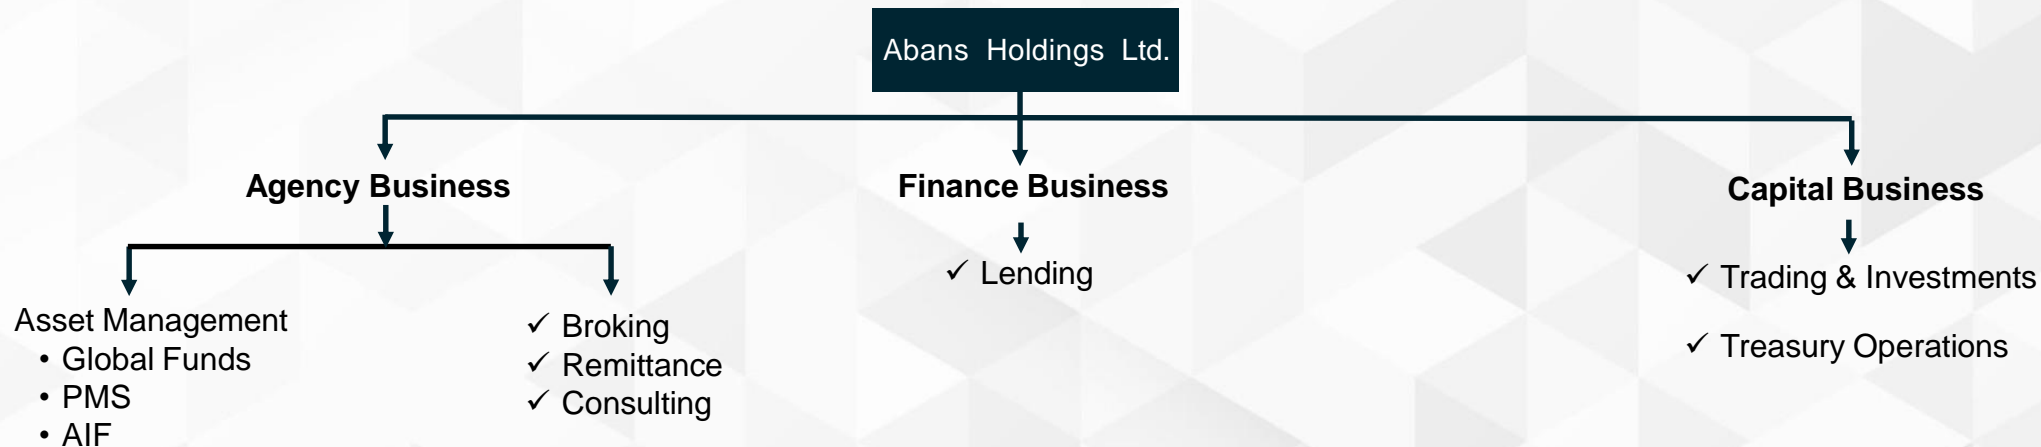 Abans Holdings Ltd.
Agency Business
Finance Business
Capital Business
Asset Management
• Global Funds
• PMS
• AIF
✓ Broking
✓ Remittance
✓ Consulting
✓ Lending
✓ Trading & Investments
✓ Treasury Operations